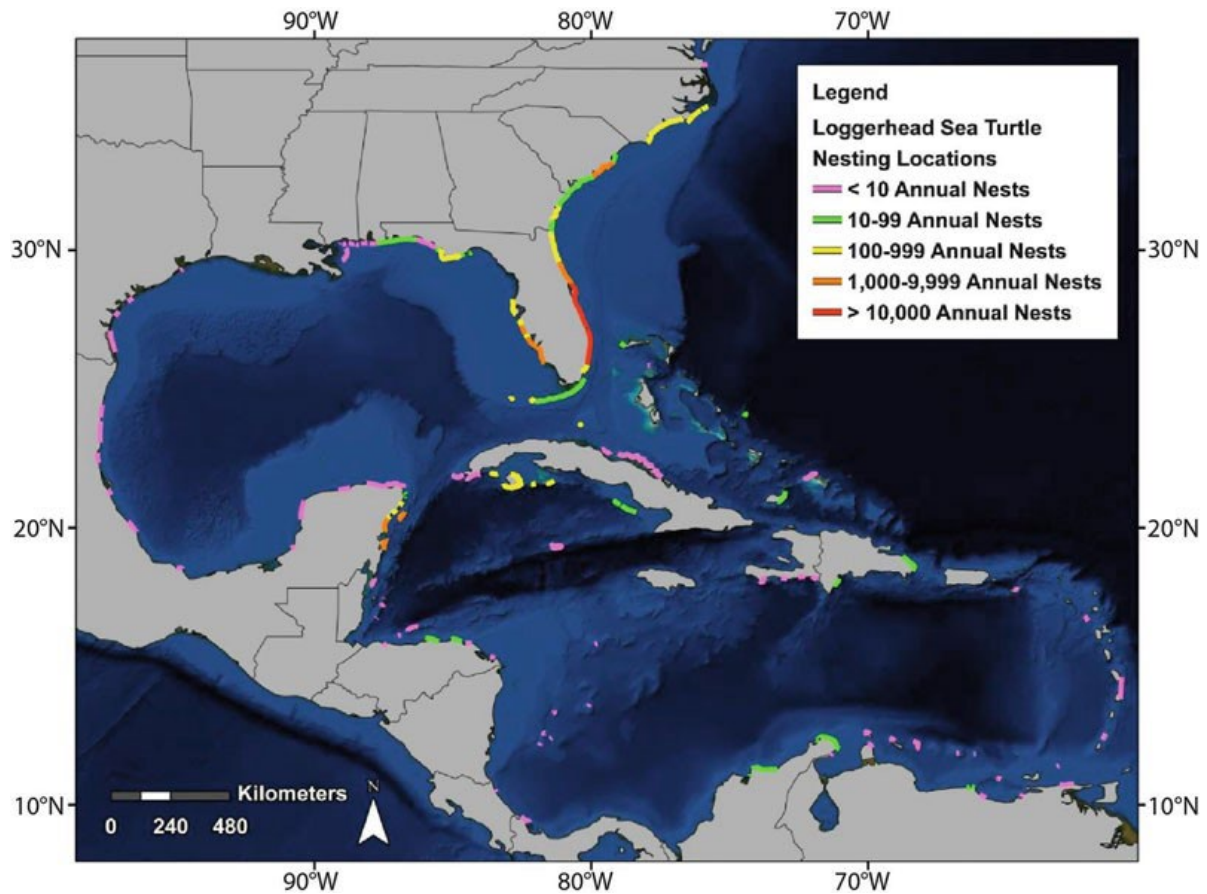 90°W 80°W 70°W
Legend
Loggerhead Sea Turtle
Nesting Locations
< 10 Annual Nests
10-99 Annual Nests
100-999 Annual Nests
1,000-9,999 Annual Nests
> 10,000 Annual Nests
30°N 30°N
20°N 20°N
10°N 10°N
Kilometers N
0 240 480
90°W 80°W 70°W